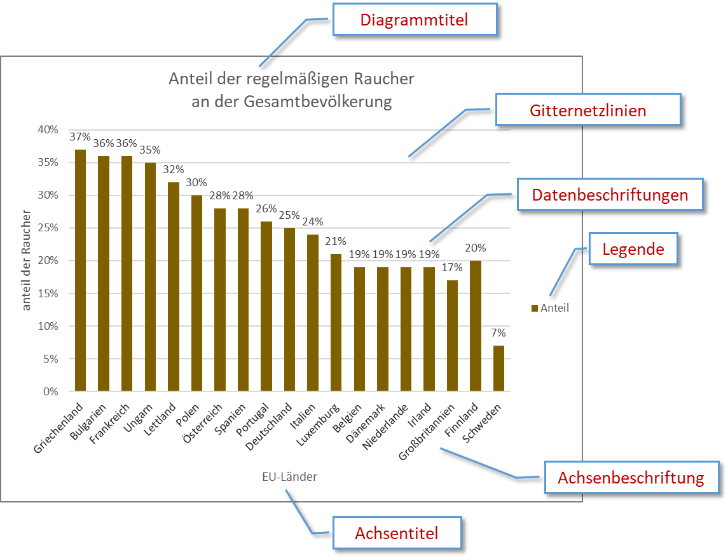 Diagrammtitel
Anteil der regelmäßigen Raucher
an der Gesamtbevölkerung
Gitternetzlinien
Datenbeschriftungen
Legende
anteil der Raucher
40%
35%
30%
25%
20%
15%
10%
5%
0%
37%
36%
36%
35%
32%
30%
28%
28%
26%
25%
24%
21%
19%
19%
19%
19%
17%
20%
7%
Anteil
Griechenland
Bulgarien
Frankreich
Ungarn
Lettland
Polen
Österreich
Spanien
Portugal
Deutschland
Italien
Luxemburg
Belgien
Dänemark
Niederlande
Irland
Großbritannien
Finnland
Schweden
EU-Länder
Achsenbeschriftung
Achsentitel